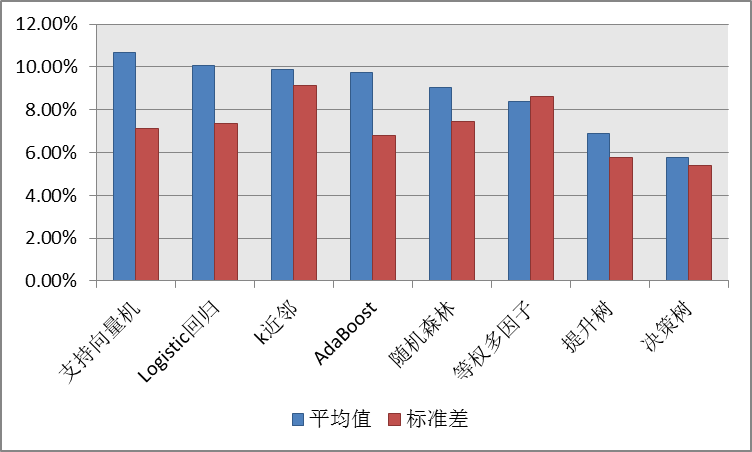 12.00%
10.00%
8.00%
6.00%
4.00%
2.00%
0.00%
支持向量机
Logistic回归
k近邻
AdaBoost
随机森林
等权多因子
提升树
决策树
平均值
标准差